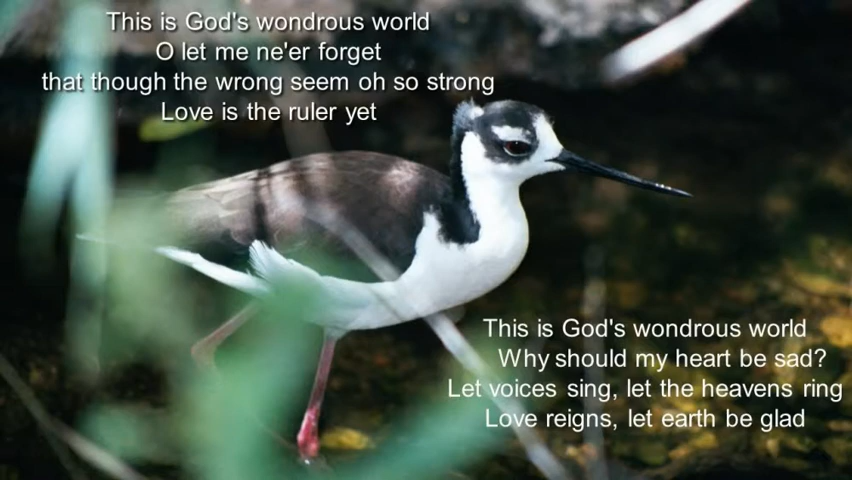 This is God's wondrous world
O let me ne'er forget
that though the wrong seem oh so strong
Love is the ruler yet
This is God's wondrous world
Why should my heart be sad?
Let voices sing, let the heavens ring
Love reigns, let earth be glad